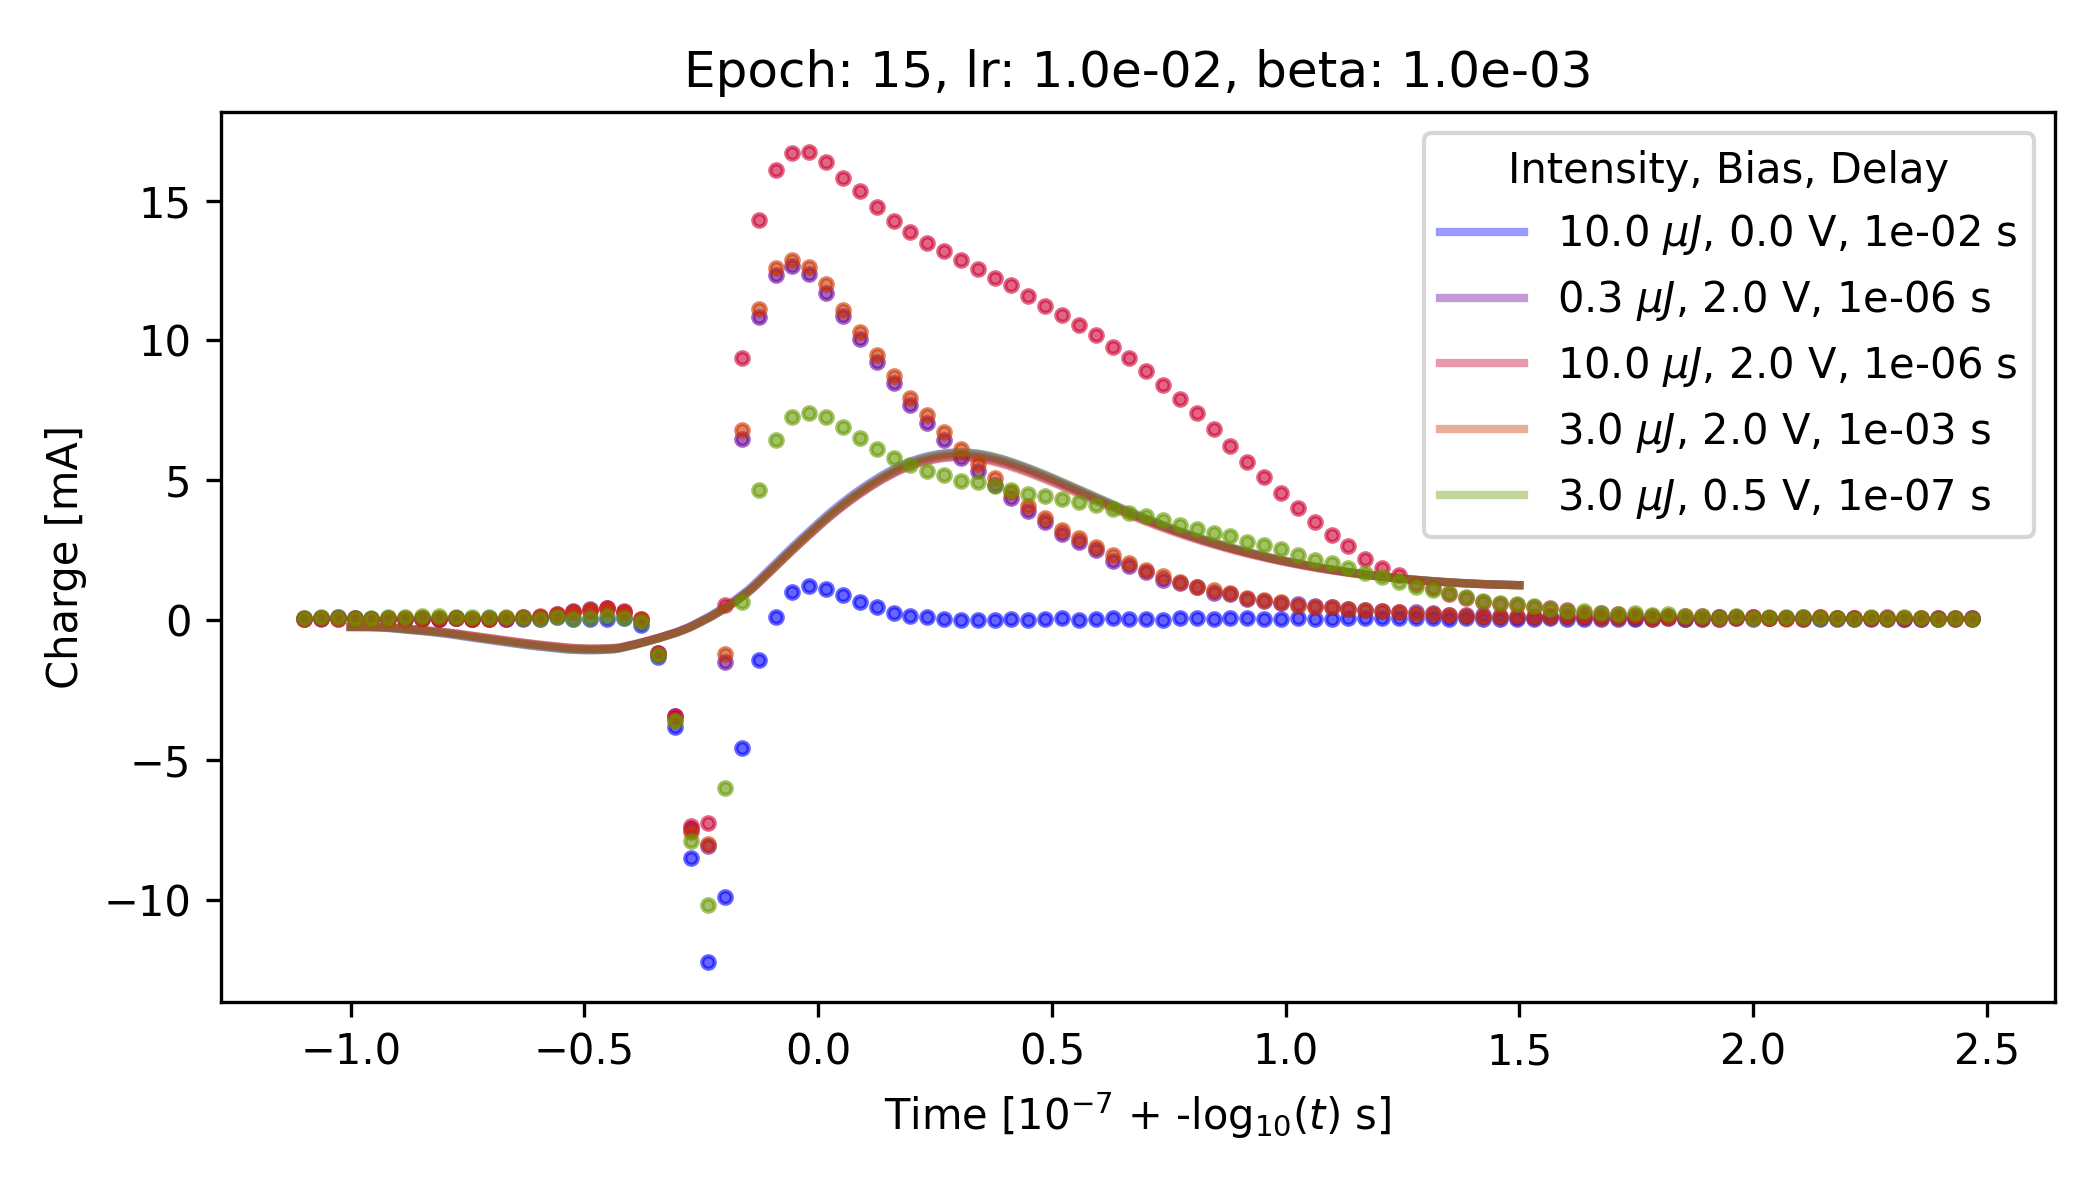 Epoch: 15, lr: 1.0e-02, beta: 1.0e-03
Charge [mA]
15
10
5
0
−5
−10
Intensity, Bias, Delay
10.0 μJ, 0.0 V, 1e-02 s
0.3 μJ, 2.0 V, 1e-06 s
10.0 μJ, 2.0 V, 1e-06 s
3.0 μJ, 2.0 V, 1e-03 s
3.0 μJ, 0.5 V, 1e-07 s
−1.0 −0.5 0.0 0.5 1.0 1.5 2.0 2.5
Time [10⁻⁷ + -log₁₀(t) s]